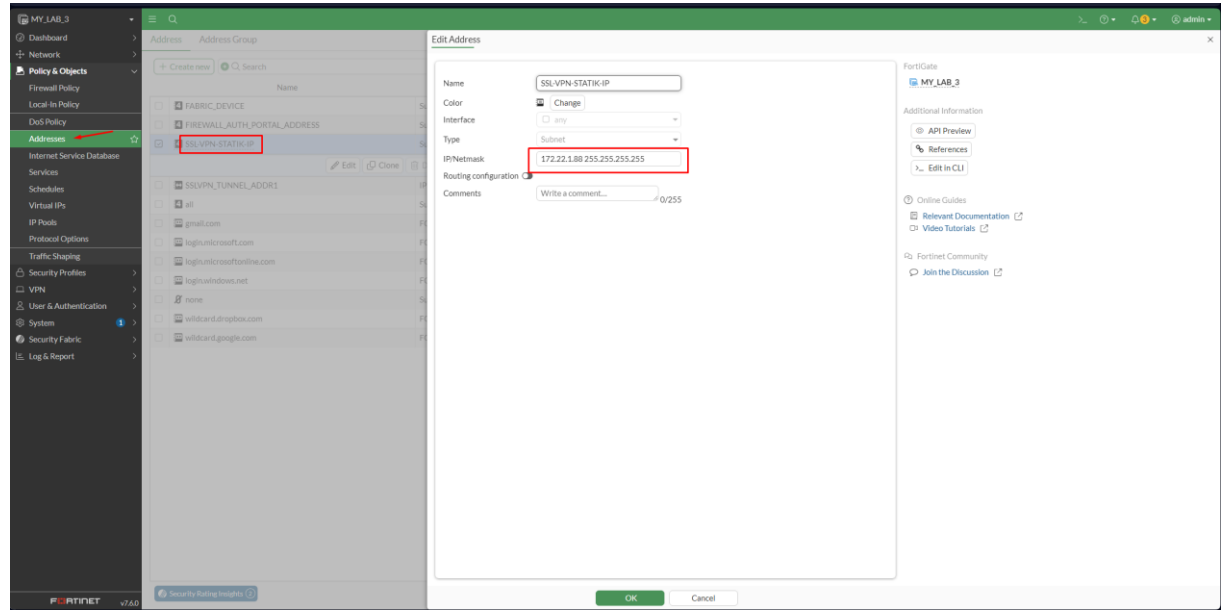 MY_LAB_3
admin
Dashboard
Network
Policy & Objects
Firewall Policy
Local-In Policy
DoS Policy
Addresses
Internet Service Database
Services
Schedules
Virtual IPs
IP Pools
Protocol Options
Traffic Shaping
Security Profiles
VPN
User & Authentication
System 1
Security Fabric
Log & Report
FORTINET v7.6.0
Address Address Group
+ Create new Search
Name
FABRIC_DEVICE
FIREWALL_AUTH_PORTAL_ADDRESS
SSL-VPN-STATIK-IP
Edit Clone
SSLVPN_TUNNEL_ADDR1
all
gmail.com
login.microsoft.com
login.microsoftonline.com
login.windows.net
none
wildcard.dropbox.com
wildcard.google.com
Security Rating Insights
Edit Address
Name SSL-VPN-STATIK-IP
Color Change
Interface any
Type Subnet
IP/Netmask 172.22.1.88 255.255.255.255
Routing configuration
Comments Write a comment... 0/255
OK Cancel
FortiGate
MY_LAB_3
Additional Information
API Preview
References
>_ Edit in CLI
Online Guides
Relevant Documentation
Video Tutorials
Fortinet Community
Join the Discussion